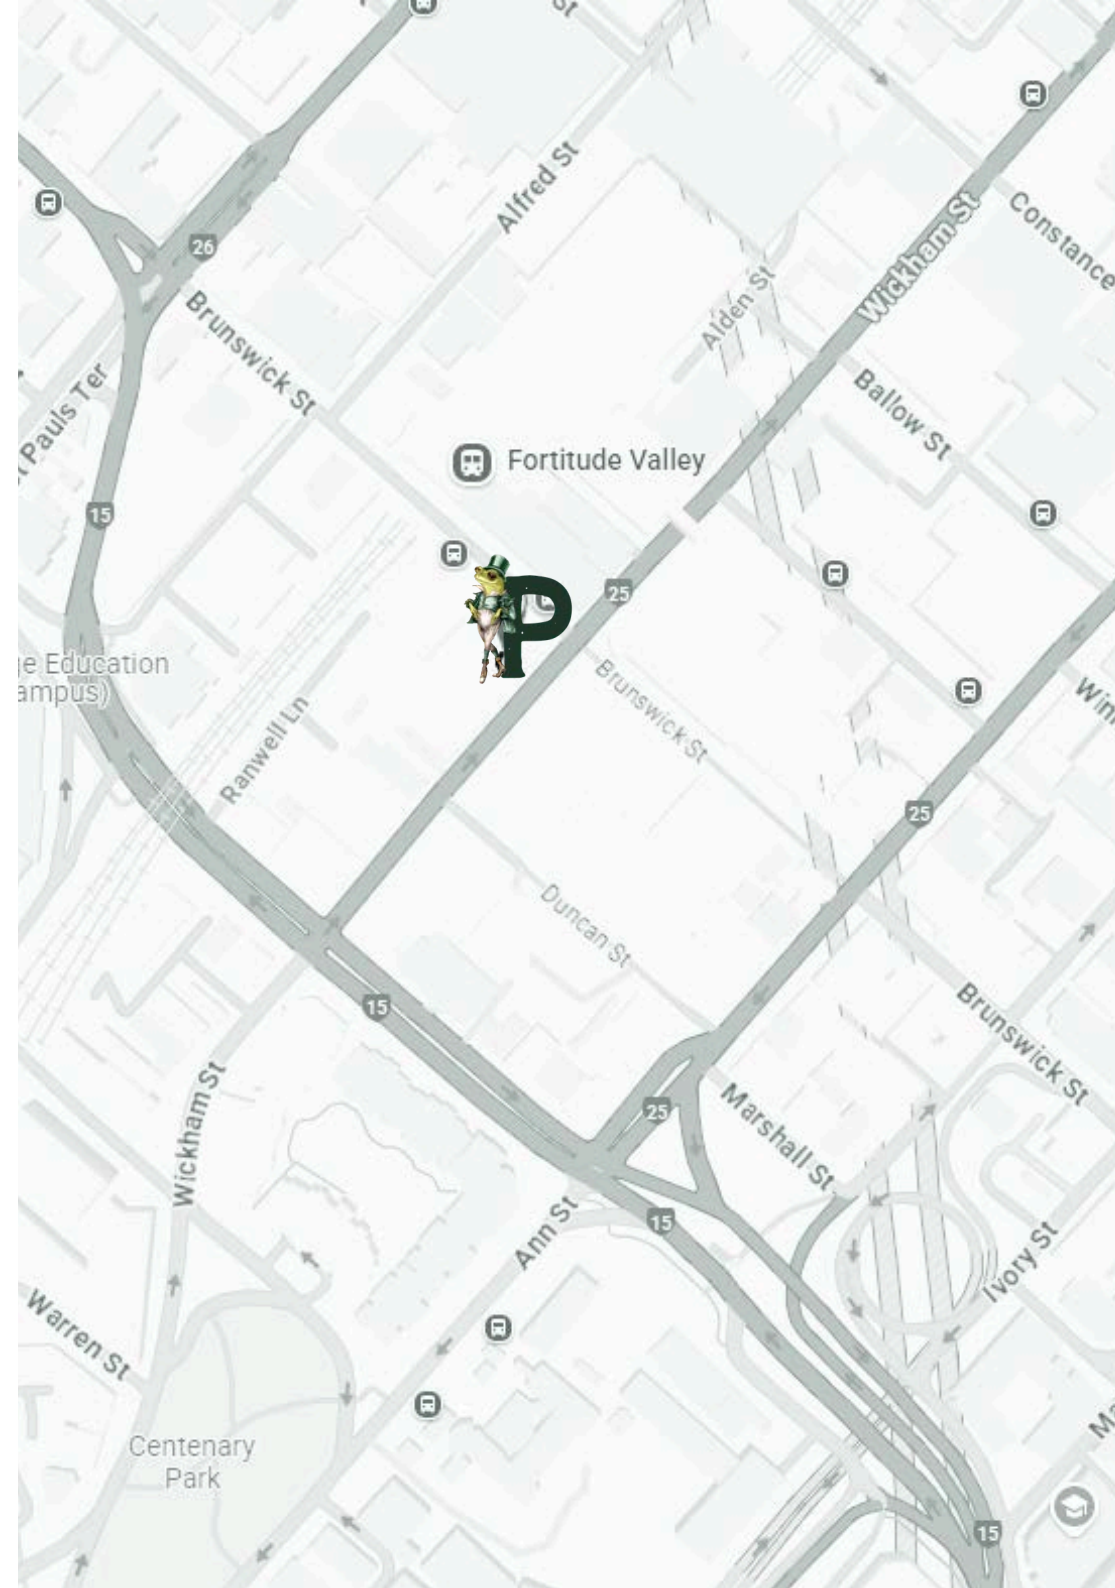 St
Alfred St
Wickham St
Constance
26
Alden St
Brunswick St
Pauls Ter
Ballow St
Fortitude Valley
15
25
P
ge Education
ampus)
Brunswick St
Win
Ranwell Ln
25
Duncan St
15
Brunswick St
Wickham St
25
Marshall St
Ann St
15
Ivory St
Warren St
Centenary
Park
Ma
15